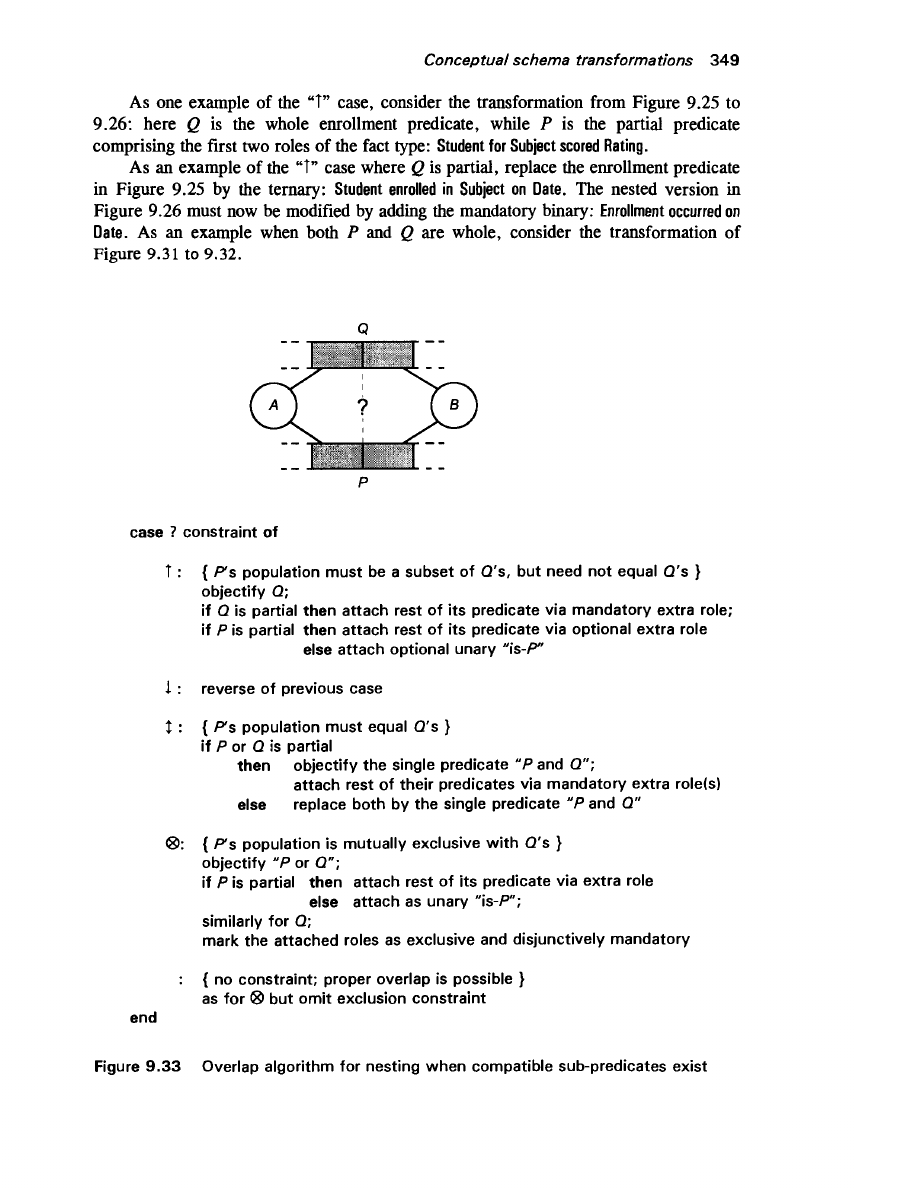 Conceptual schema transformations 349
As one example of the “↑” case, consider the transformation from Figure 9.25 to
9.26: here Q is the whole enrollment predicate, while P is the partial predicate
comprising the first two roles of the fact type: Student for Subject scored Rating.
As an example of the “↑” case where Q is partial, replace the enrollment predicate
in Figure 9.25 by the ternary: Student enrolled in Subject on Date. The nested version in
Figure 9.26 must now be modified by adding the mandatory binary: Enrollment occurred on
Date. As an example when both P and Q are whole, consider the transformation of
Figure 9.31 to 9.32.
Q
A ? B
P
case ? constraint of
↑ : { P's population must be a subset of Q's, but need not equal Q's }
objectify Q;
if Q is partial then attach rest of its predicate via mandatory extra role;
if P is partial then attach rest of its predicate via optional extra role
else attach optional unary "is-P"
↓ : reverse of previous case
↕ : { P's population must equal Q's }
if P or Q is partial
then objectify the single predicate "P and Q";
attach rest of their predicates via mandatory extra role(s)
else replace both by the single predicate "P and Q"
⊗: { P's population is mutually exclusive with Q's }
objectify "P or Q";
if P is partial then attach rest of its predicate via extra role
else attach as unary "is-P";
similarly for Q;
mark the attached roles as exclusive and disjunctively mandatory
: { no constraint; proper overlap is possible }
as for ⊗ but omit exclusion constraint
end
Figure 9.33 Overlap algorithm for nesting when compatible sub-predicates exist